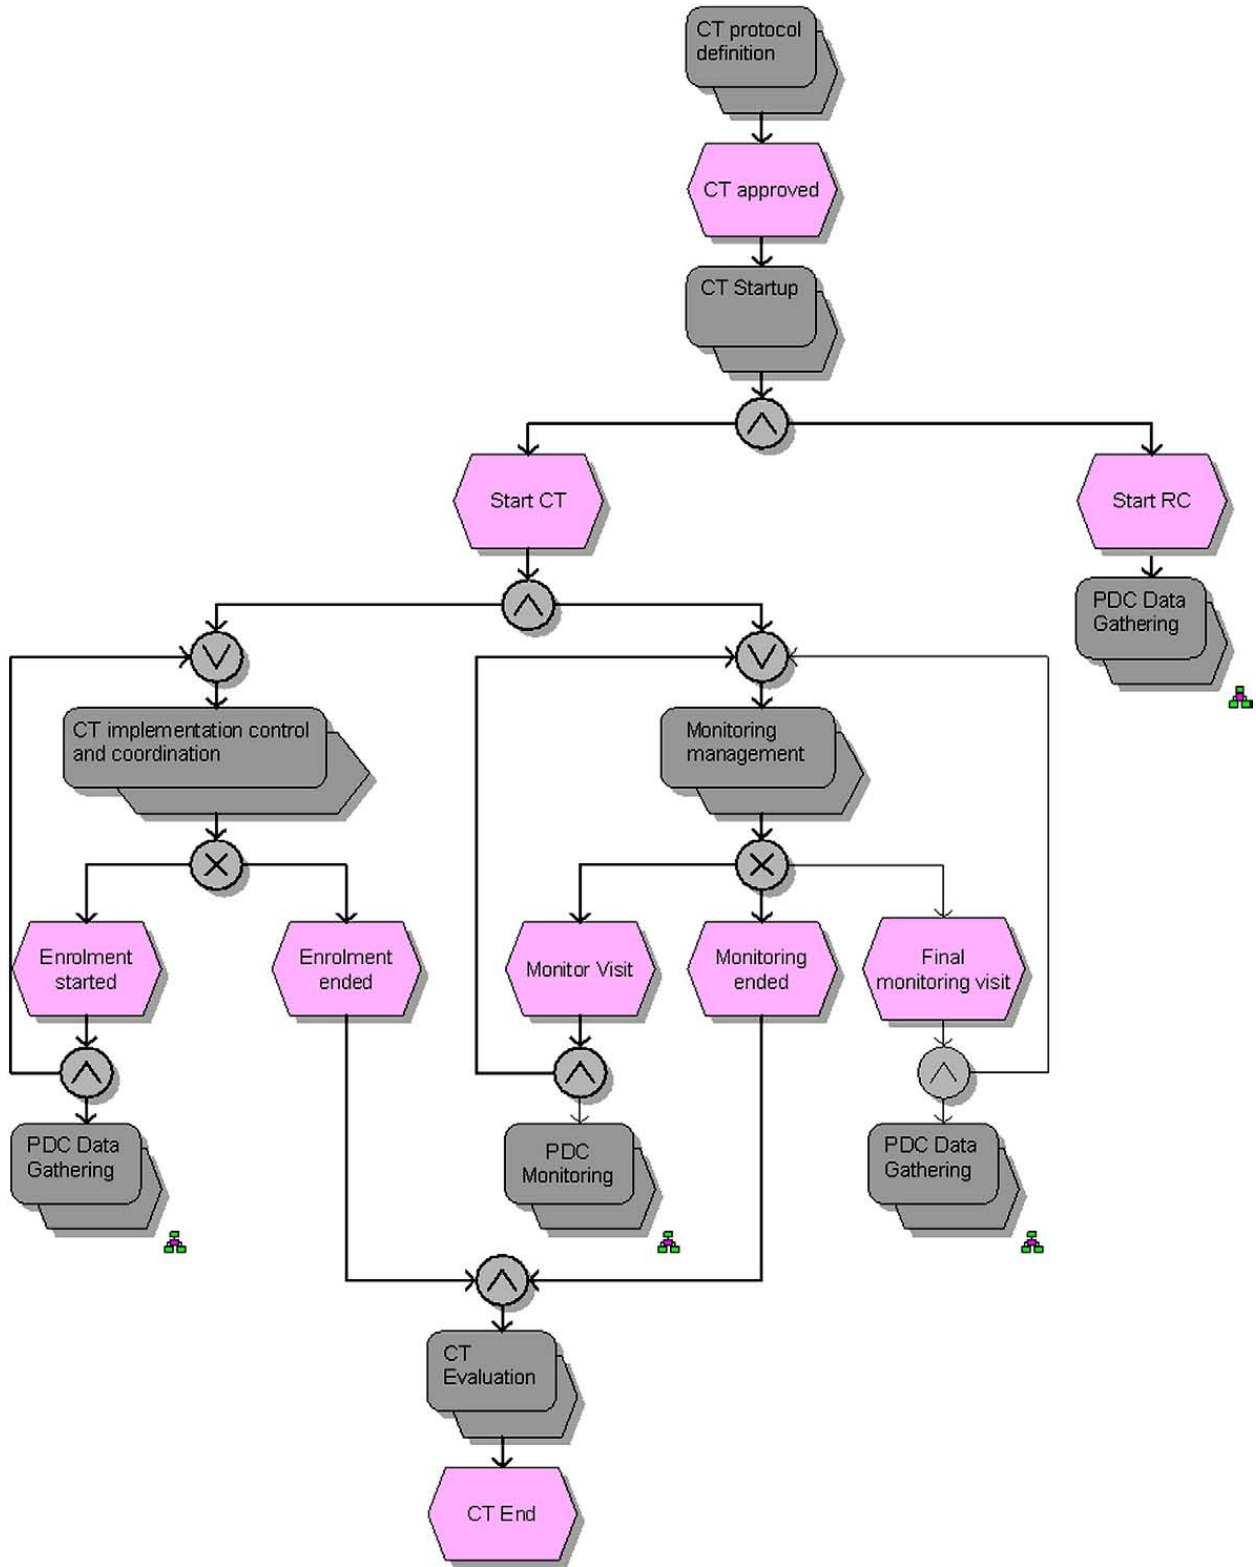 CT protocol
definition
CT approved
CT Startup
Start CT
Start RC
PDC Data
Gathering
CT implementation control
and coordination
Monitoring
management
Enrolment
started
Enrolment
ended
Monitor Visit
Monitoring
ended
Final
monitoring visit
PDC Data
Gathering
PDC
Monitoring
PDC Data
Gathering
CT
Evaluation
CT End